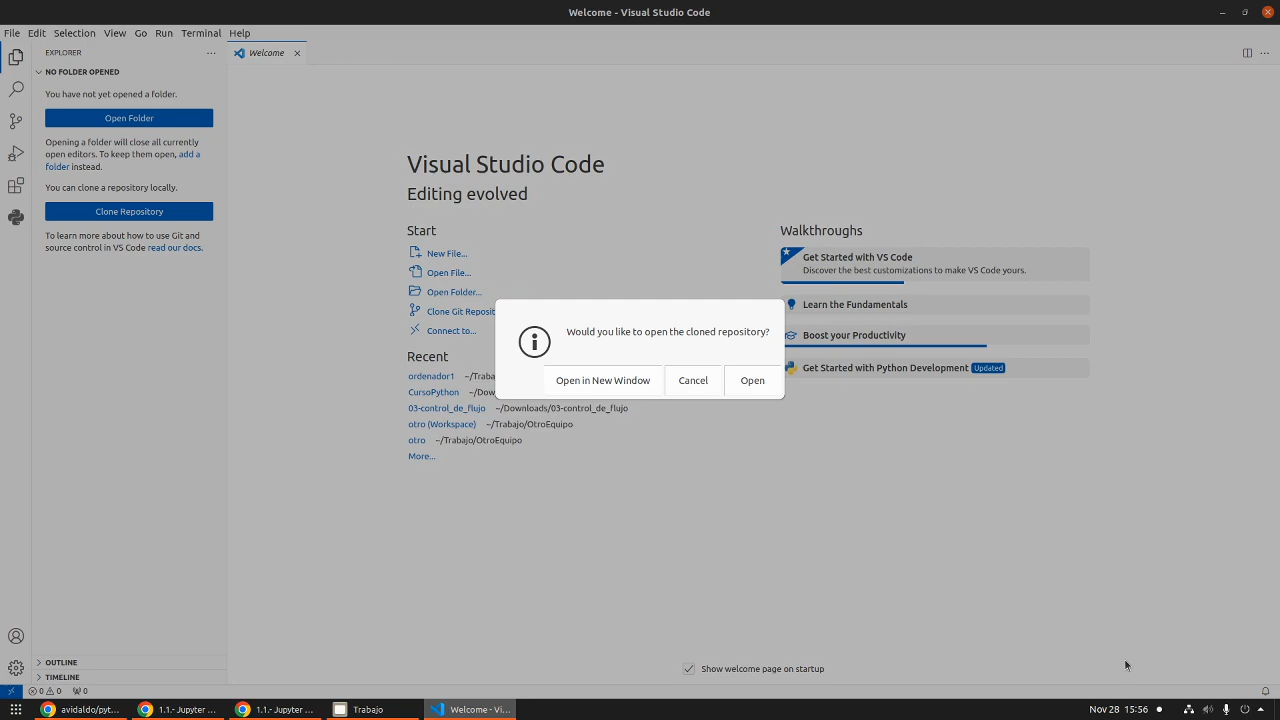 Welcome - Visual Studio Code
File Edit Selection View Go Run Terminal Help
EXPLORER
Welcome
NO FOLDER OPENED
You have not yet opened a folder.
Open Folder
Opening a folder will close all currently
open editors. To keep them open, add a
folder instead.
You can clone a repository locally.
Clone Repository
To learn more about how to use Git and
source control in VS Code read our docs.
OUTLINE
TIMELINE
Visual Studio Code
Editing evolved
Start
New File...
Open File...
Open Folder...
Clone Git Reposit
Connect to...
Recent
ordenador1 ~/Traba
CursoPython ~/Dow
03-control_de_flujo ~/Downloads/03-control_de_flujo
otro (Workspace) ~/Trabajo/OtroEquipo
otro ~/Trabajo/OtroEquipo
More...
Walkthroughs
Get Started with VS Code
Discover the best customizations to make VS Code yours.
Learn the Fundamentals
Boost your Productivity
Get Started with Python Development Updated
Would you like to open the cloned repository?
Open in New Window Cancel Open
Show welcome page on startup
0 0 0
avidaldo/pyt... 1.1.- Jupyter ... 1.1.- Jupyter ... Trabajo Welcome - Vi... Nov 28 15:36